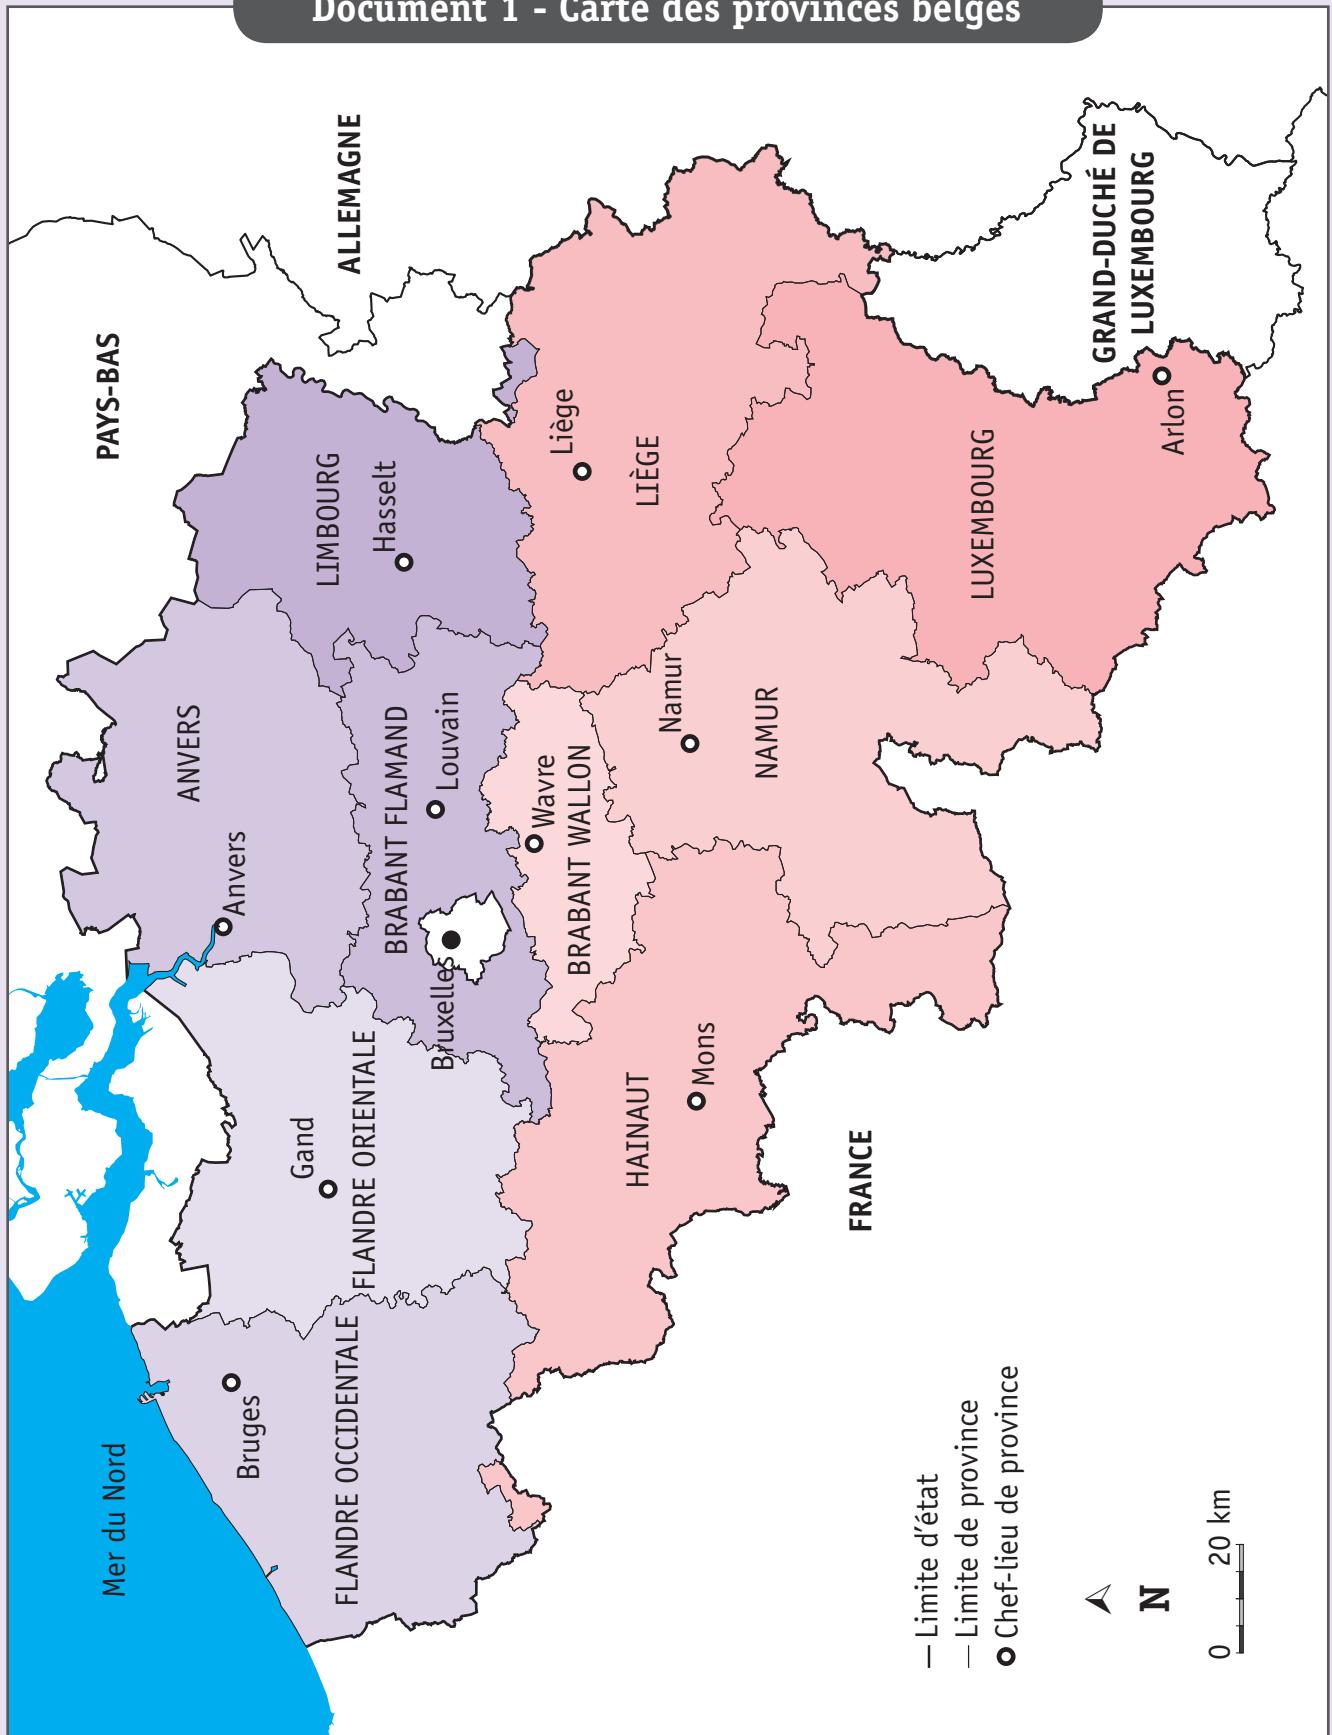 Document 1 - Carte des provinces belges
Mer du Nord
PAYS-BAS
ALLEMAGNE
GRAND-DUCHÉ DE
LUXEMBOURG
FRANCE
FLANDRE OCCIDENTALE
Bruges
FLANDRE ORIENTALE
Gand
ANVERS
Anvers
LIMBOURG
Hasselt
BRABANT FLAMAND
Louvain
Bruxelles
BRABANT WALLON
Wavre
HAINAUT
Mons
NAMUR
Namur
LIÈGE
Liège
LUXEMBOURG
Arlon
Limite d'état
Limite de province
Chef-lieu de province
N
0 20 km